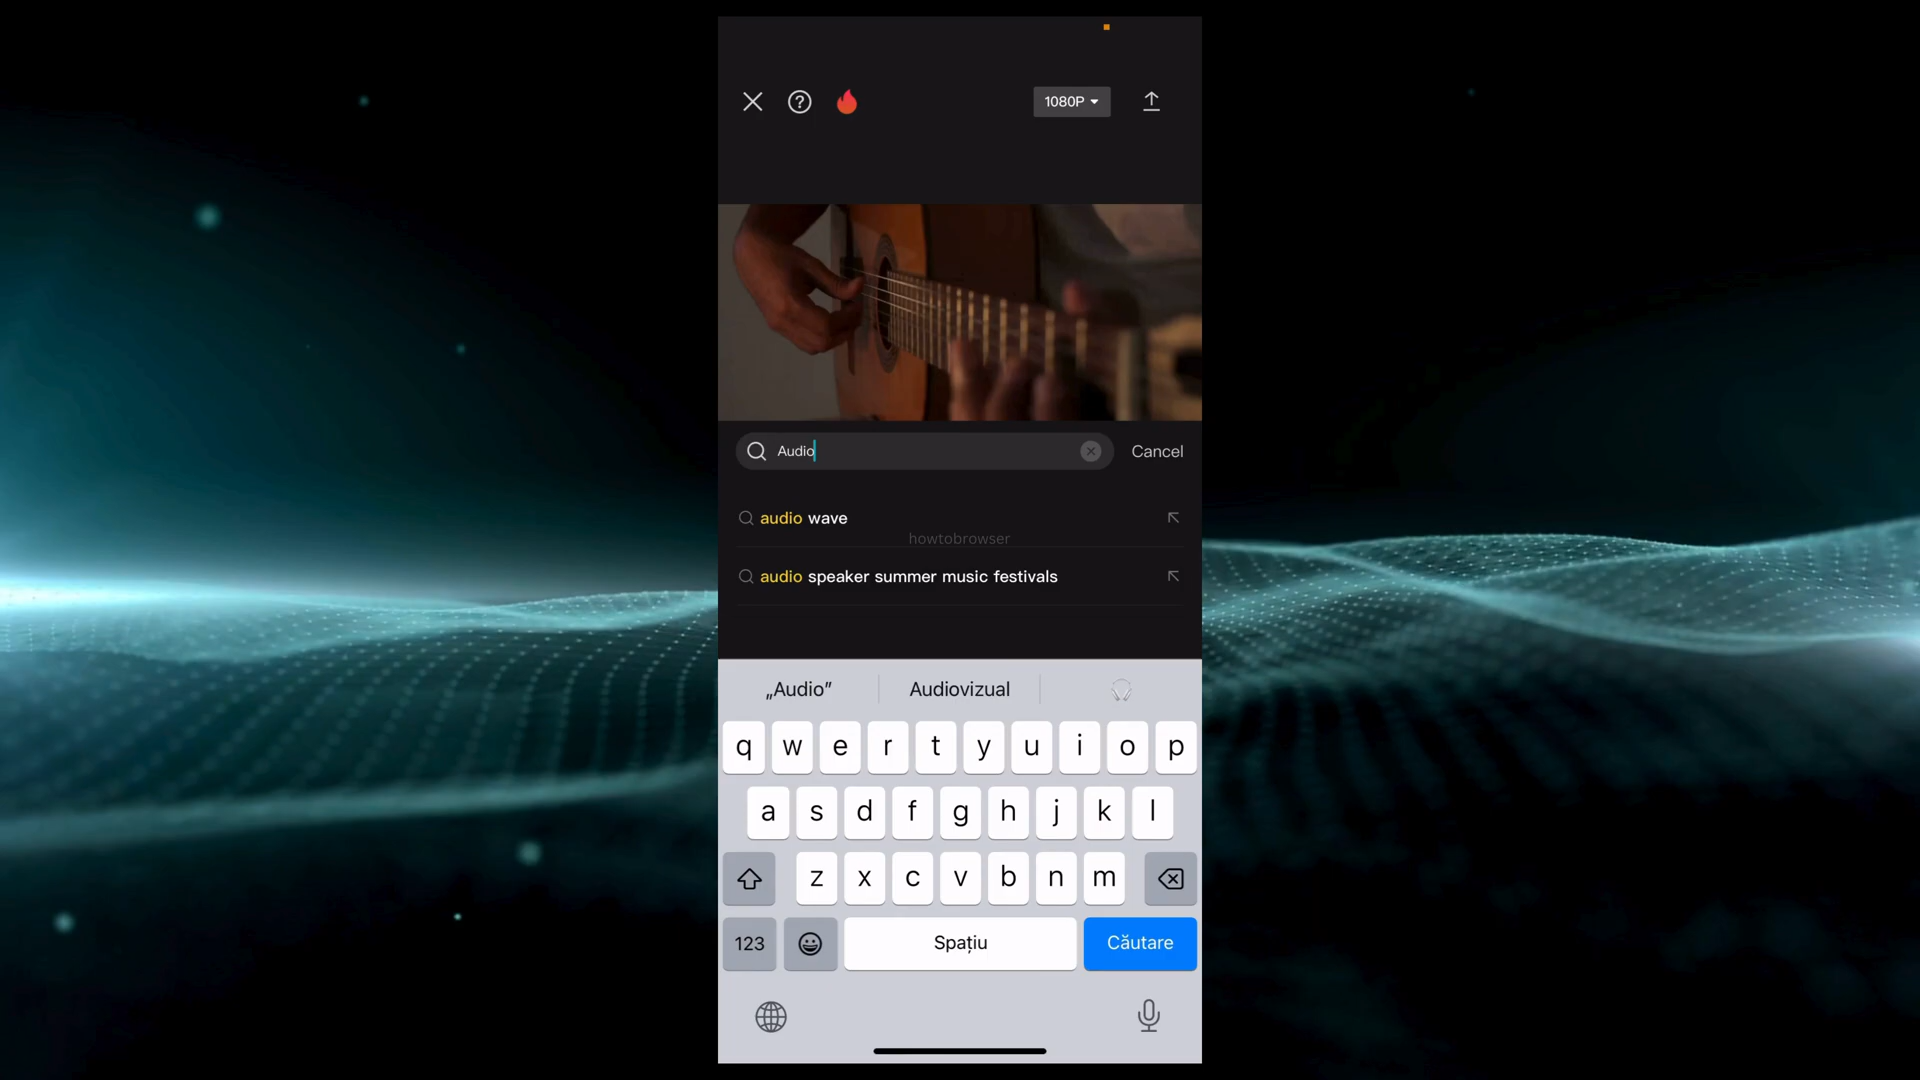 1080P
Audio
Cancel
audio wave
howtobrowser
audio speaker summer music festivals
„Audio” Audiovizual
q w e r t y u i o p
a s d f g h j k l
z x c v b n m
123 Spațiu Căutare